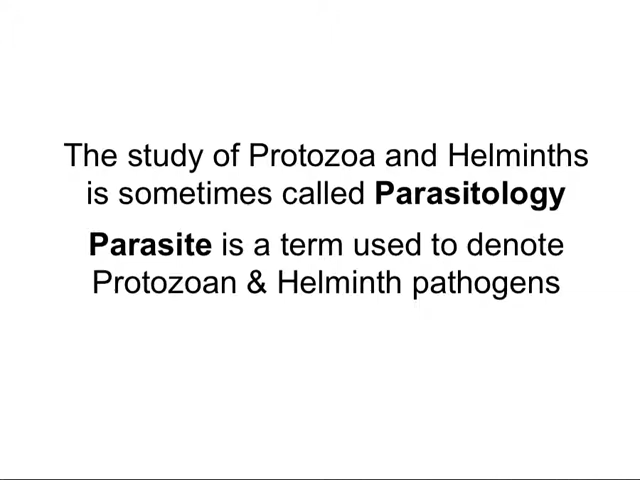 The study of Protozoa and Helminths
is sometimes called Parasitology
Parasite is a term used to denote
Protozoan & Helminth pathogens